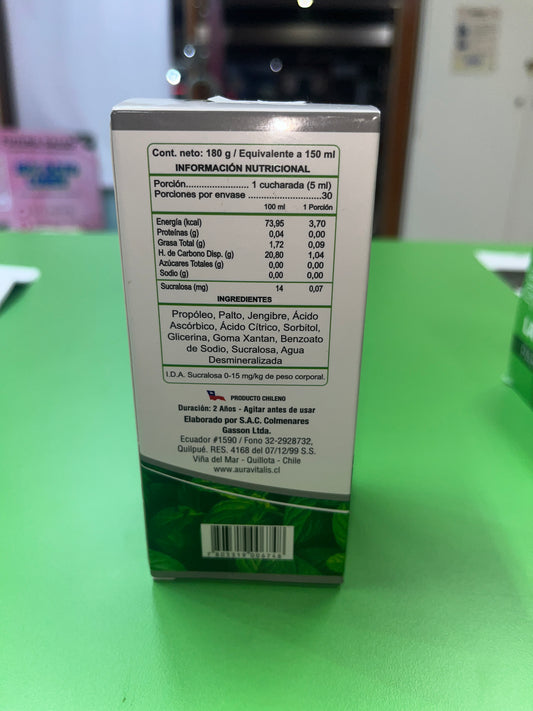 Cont. neto: 180 g / Equivalente a 150 ml
INFORMACIÓN NUTRICIONAL
Porción....................... 1 cucharada (5 ml)
Porciones por envase ..........................30
100 ml 1 Porción
Energía (kcal) 73,95 3,70
Proteínas (g) 0,04 0,00
Grasa Total (g) 1,72 0,09
H. de Carbono Disp. (g) 20,80 1,04
Azúcares Totales (g) 0,00 0,00
Sodio (g) 0,00 0,00
Sucralosa (mg) 14 0,07
INGREDIENTES
Propóleo, Palto, Jengibre, Ácido
Ascórbico, Ácido Cítrico, Sorbitol,
Glicerina, Goma Xantan, Benzoato
de Sodio, Sucralosa, Agua
Desmineralizada
I.D.A. Sucralosa 0-15 mg/kg de peso corporal.
PRODUCTO CHILENO
Duración: 2 Años - Agitar antes de usar
Elaborado por S.A.C. Colmenares
Gasson Ltda.
Ecuador #1590 / Fono 32-2928732,
Quilpué. RES. 4168 del 07/12/99 S.S.
Viña del Mar - Quillota - Chile
www.auravitalis.cl